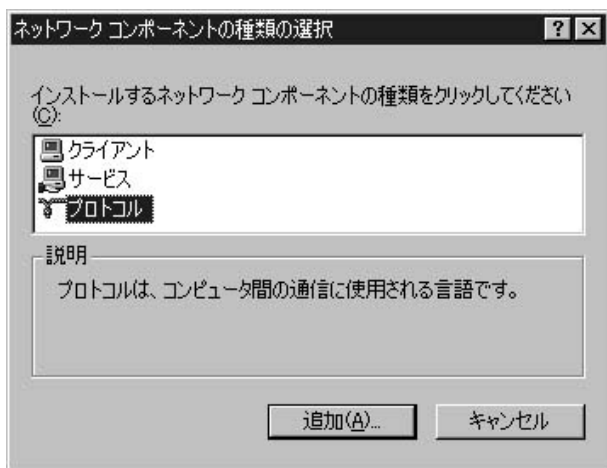 ネットワーク コンポーネントの種類の選択
インストールするネットワーク コンポーネントの種類をクリックしてください
(C):
クライアント
サービス
プロトコル
説明
プロトコルは、コンピュータ間の通信に使用される言語です。
追加(A)...
キャンセル